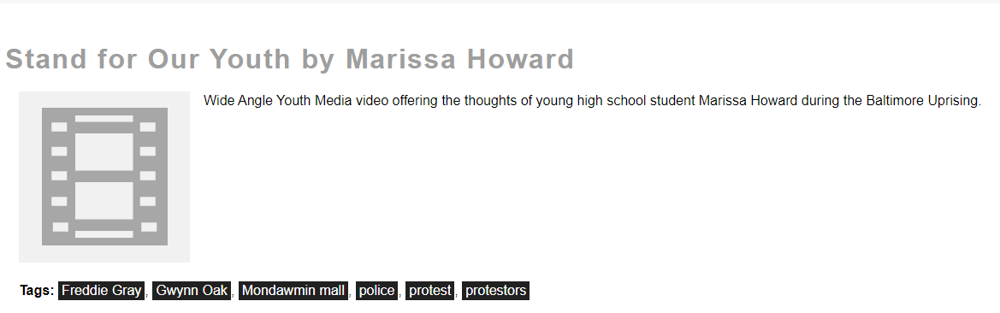 Stand for Our Youth by Marissa Howard
Wide Angle Youth Media video offering the thoughts of young high school student Marissa Howard during the Baltimore Uprising.
Tags: Freddie Gray, Gwynn Oak, Mondawmin mall, police, protest, protestors